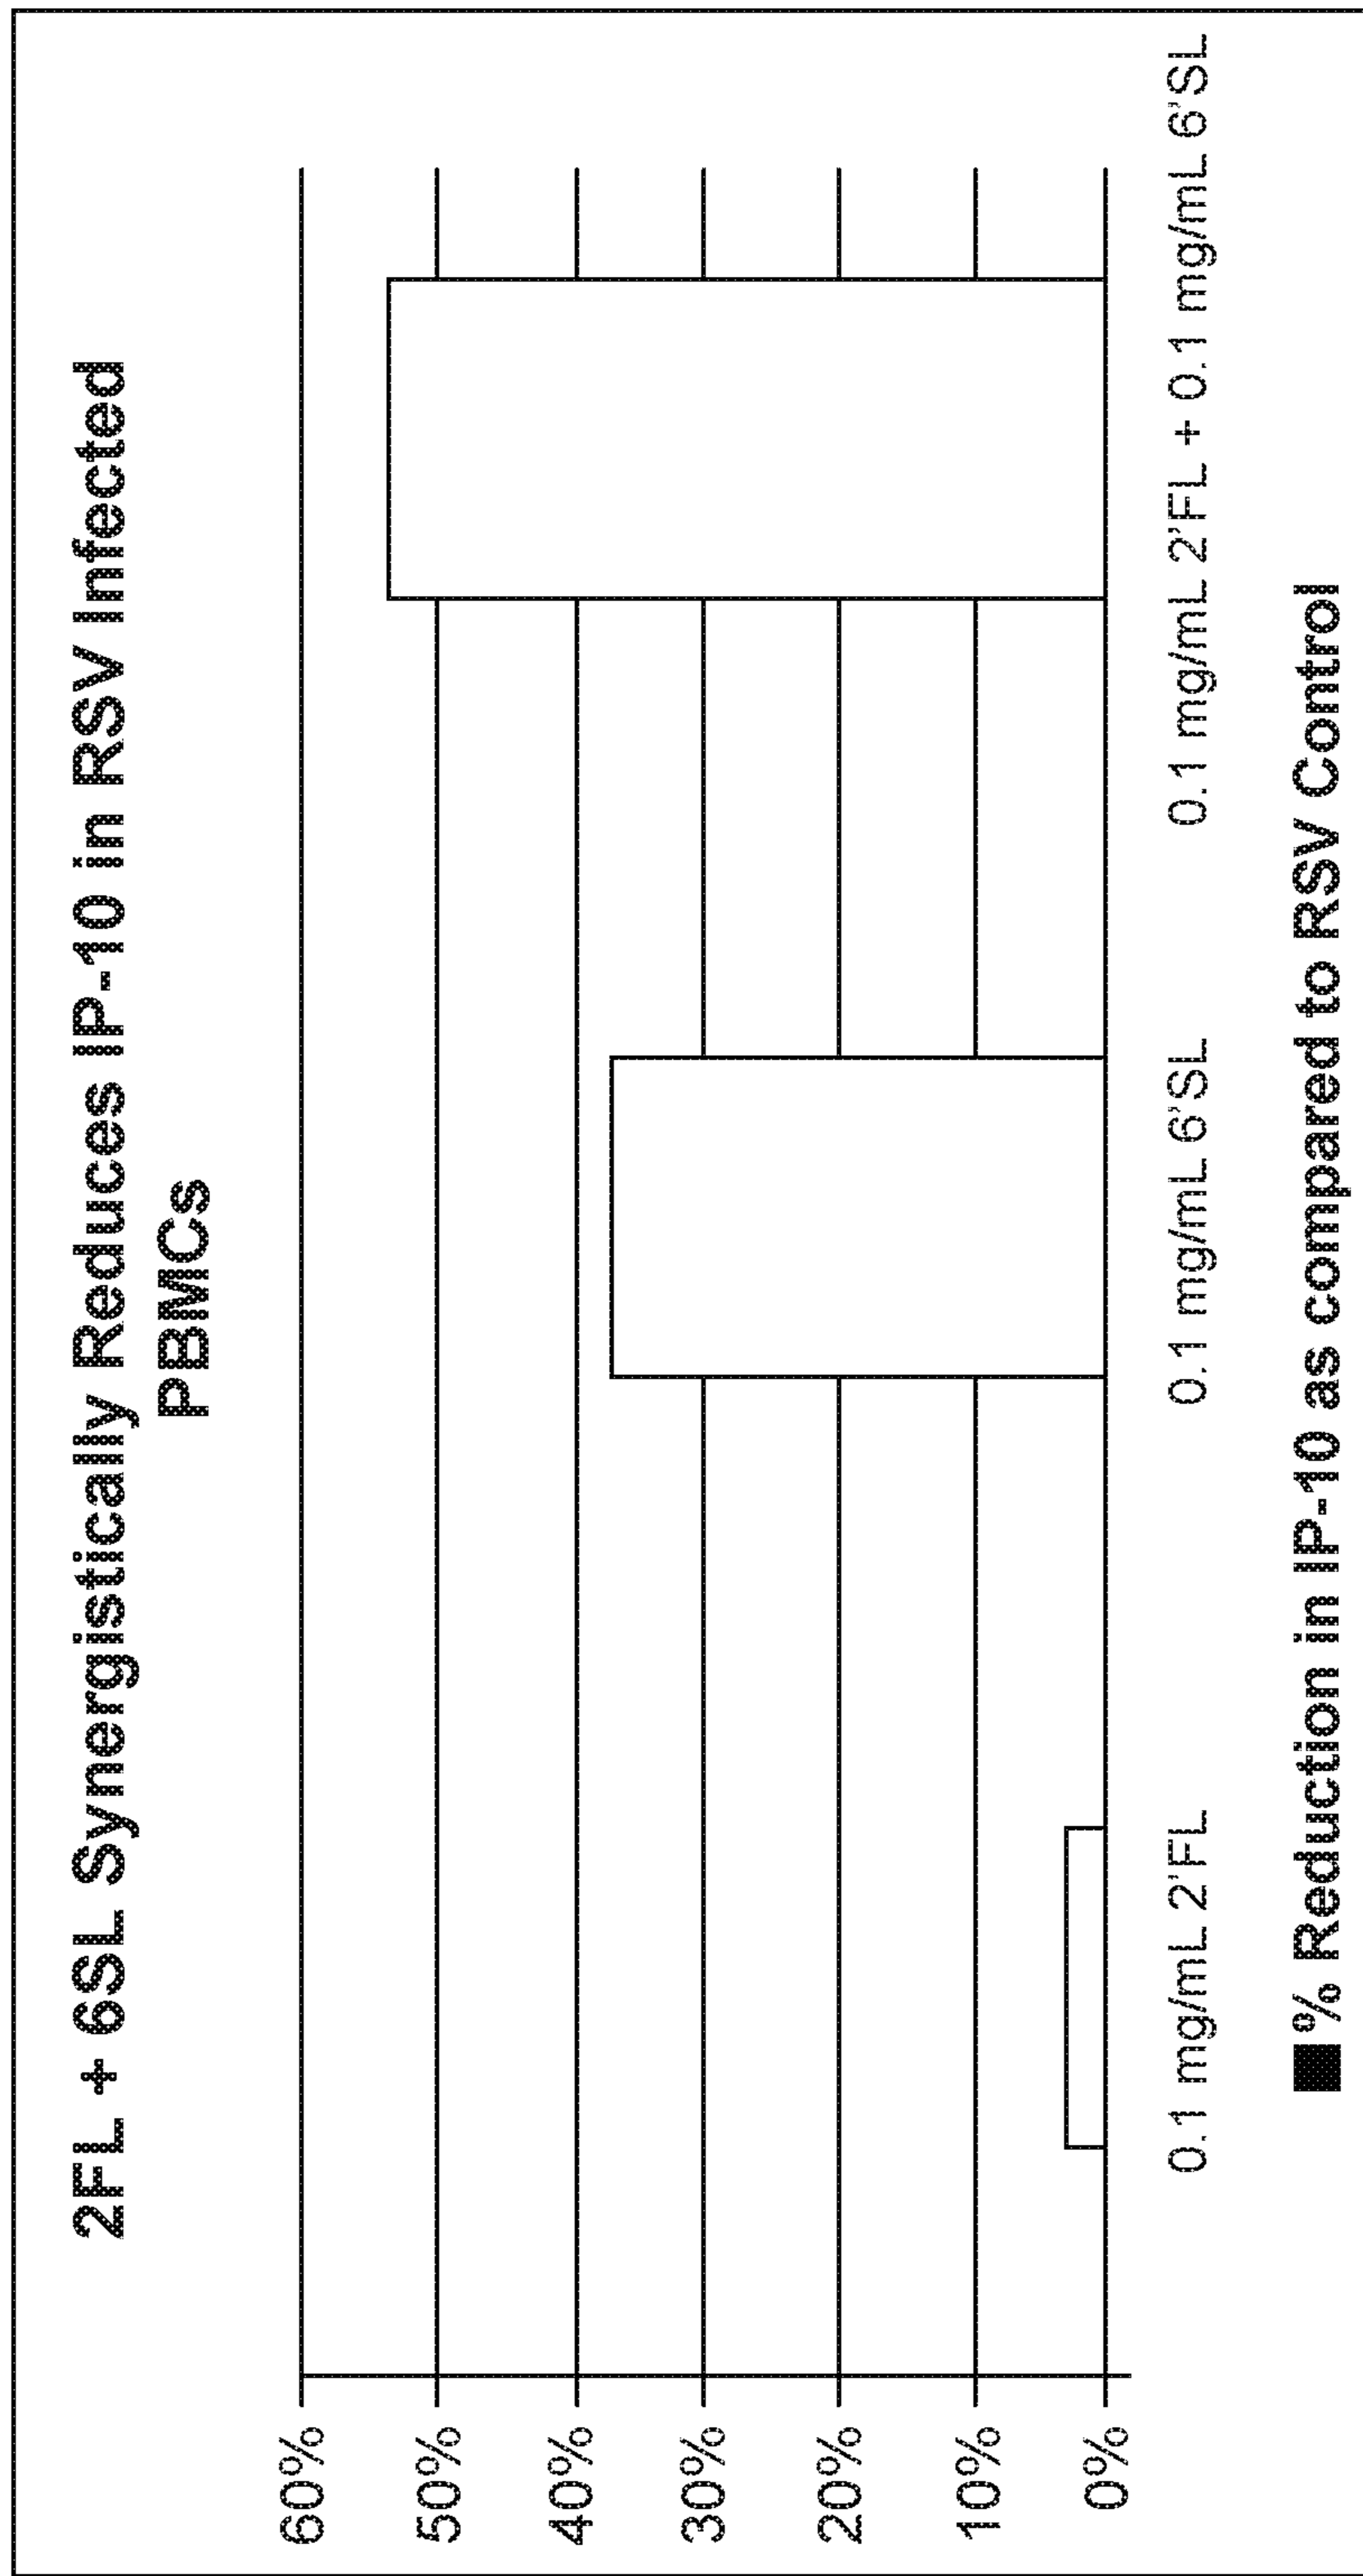 2FL + 6SL Synergistically Reduces IP-10 in RSV Infected
PBMCs
60%
50%
40%
30%
20%
10%
0%
0.1 mg/mL 2'FL
0.1 mg/mL 6'SL
0.1 mg/mL 2'FL + 0.1 mg/mL 6'SL
% Reduction in IP-10 as compared to RSV Control